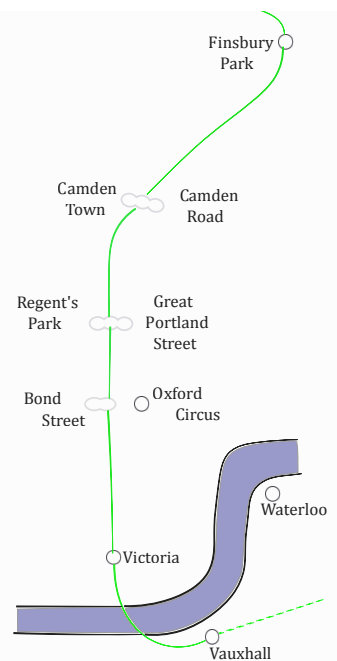 Finsbury
Park
Camden
Town
Camden
Road
Regent's
Park
Great
Portland
Street
Bond
Street
Oxford
Circus
Waterloo
Victoria
Vauxhall